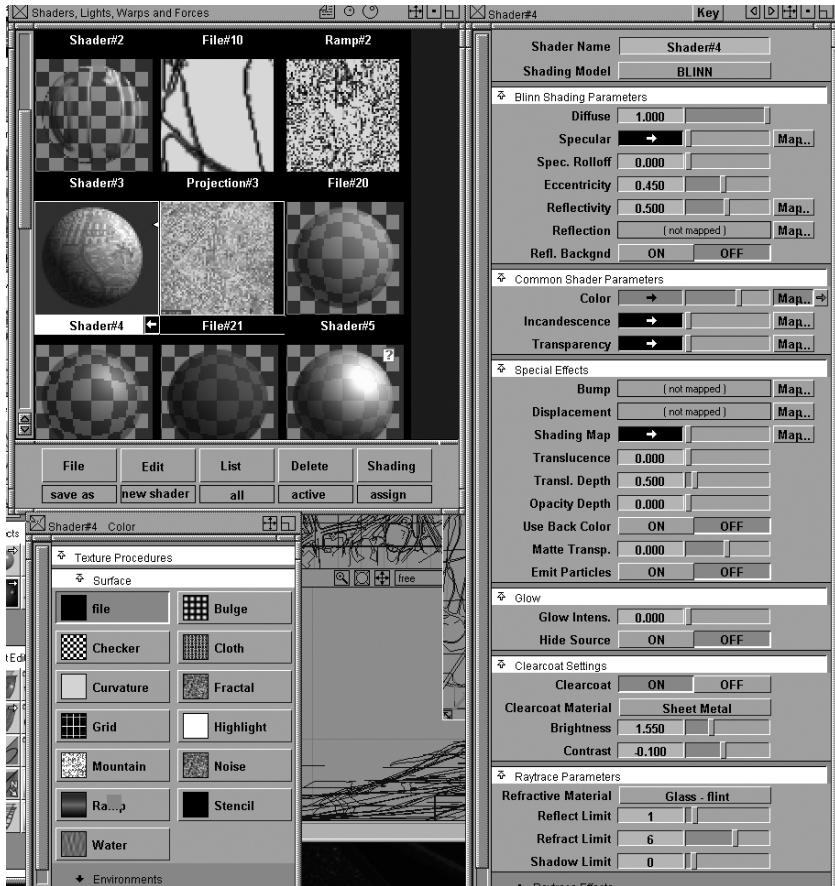 Shaders, Lights, Warps and Forces
Shader#2 File#10 Ramp#2
Shader#3 Projection#3 File#20
Shader#4 File#21 Shader#5
?
File Edit List Delete Shading
save as new shader all active assign
Shader#4 Color
Texture Procedures
Surface
file Bulge
Checker Cloth
Curvature Fractal
Grid Highlight
Mountain Noise
Stencil
Water
Environments
free
Shader#4 Key
Shader Name Shader#4
Shading Model BLINN
Blinn Shading Parameters
Diffuse 1.000
Specular Map..
Spec. Rolloff 0.000
Eccentricity 0.450
Reflectivity 0.500 Map..
Reflection ( not mapped ) Map..
Refl. Backgnd ON OFF
Common Shader Parameters
Color Map..
Incandescence Map..
Transparency Map..
Special Effects
Bump ( not mapped ) Map..
Displacement ( not mapped ) Map..
Shading Map Map..
Translucence 0.000
Transl. Depth 0.500
Opacity Depth 0.000
Use Back Color ON OFF
Matte Transp. 0.000
Emit Particles ON OFF
Glow
Glow Intens. 0.000
Hide Source ON OFF
Clearcoat Settings
Clearcoat ON OFF
Clearcoat Material Sheet Metal
Brightness 1.550
Contrast -0.100
Raytrace Parameters
Refractive Material Glass - flint
Reflect Limit 1
Refract Limit 6
Shadow Limit 0